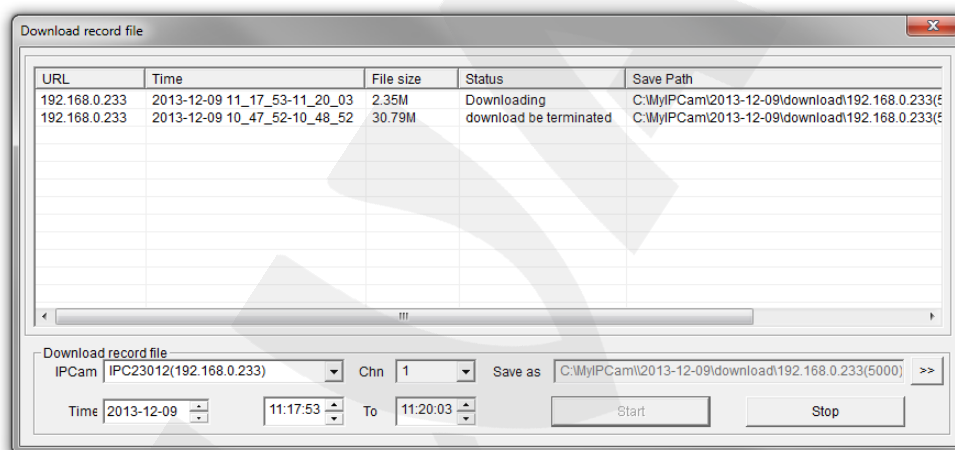 Download record file
URL Time File size Status Save Path
192.168.0.233 2013-12-09 11_17_53-11_20_03 2.35M Downloading C:\MyIPCam\2013-12-09\download\192.168.0.233(5
192.168.0.233 2013-12-09 10_47_52-10_48_52 30.79M download be terminated C:\MyIPCam\2013-12-09\download\192.168.0.233(5
Download record file
IPCam IPC23012(192.168.0.233) Chn 1 Save as C:\MyIPCam\\2013-12-09\download\192.168.0.233(5000) >>
Time 2013-12-09 11:17:53 To 11:20:03 Start Stop